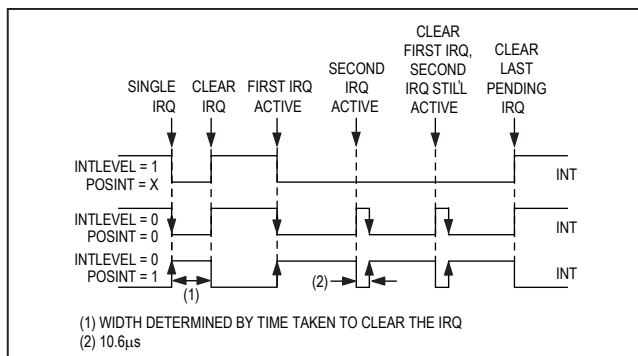 SINGLE
IRQ
CLEAR
IRQ
FIRST IRQ
ACTIVE
SECOND
IRQ
ACTIVE
CLEAR
FIRST IRQ,
SECOND
IRQ STILL
ACTIVE
CLEAR
LAST
PENDING
IRQ
INTLEVEL = 1
POSINT = X
INT
INTLEVEL = 0
POSINT = 0
INT
INTLEVEL = 0
POSINT = 1
INT
(1)
(2)
(1) WIDTH DETERMINED BY TIME TAKEN TO CLEAR THE IRQ
(2) 10.6µs